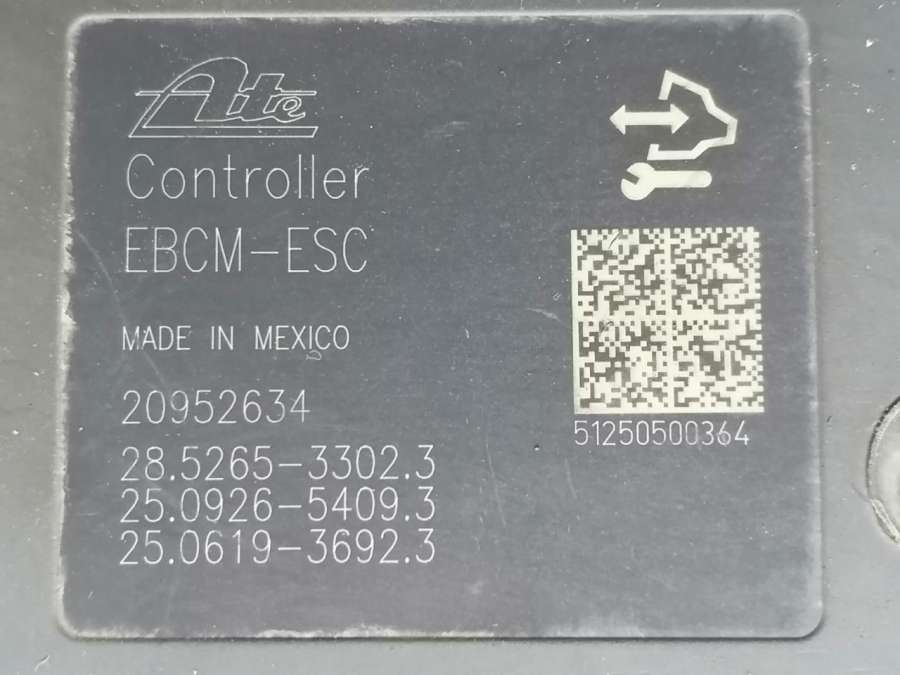 Ate
Controller
EBCM-ESC
MADE IN MEXICO
20952634
28.5265-3302.3
25.0926-5409.3
25.0619-3692.3
51250500364